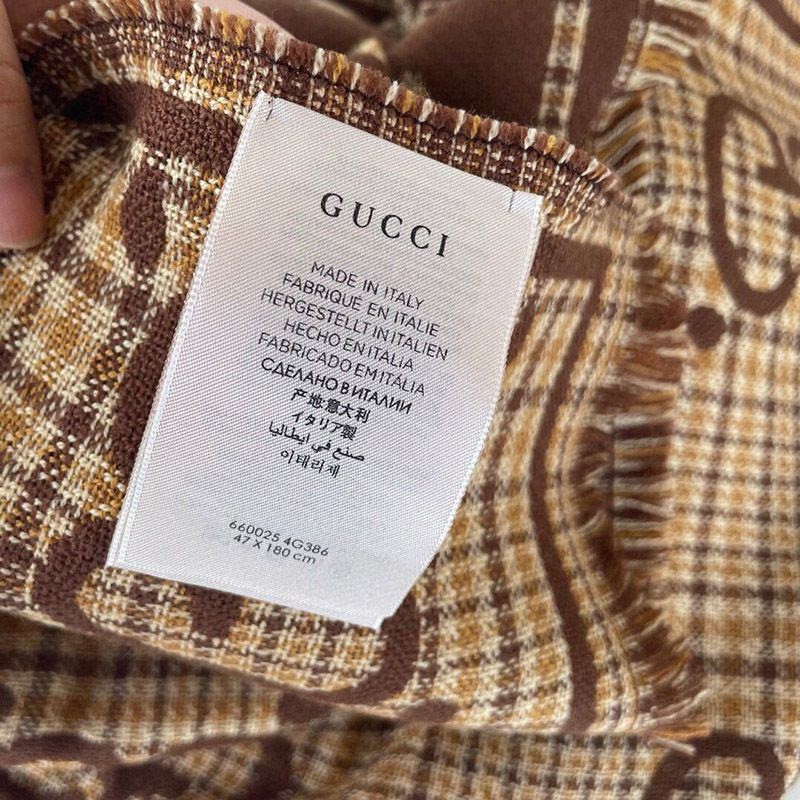 GUCCI
MADE IN ITALY
FABRIQUÉ EN ITALIE
HERGESTELLT IN ITALIEN
HECHO EN ITALIA
FABRICADO EM ITÁLIA
СДЕЛАНО В ИТАЛИИ
产地:意大利
イタリア製
صنع في ايطاليا
이태리제
660025 4G386
47 X 180 cm